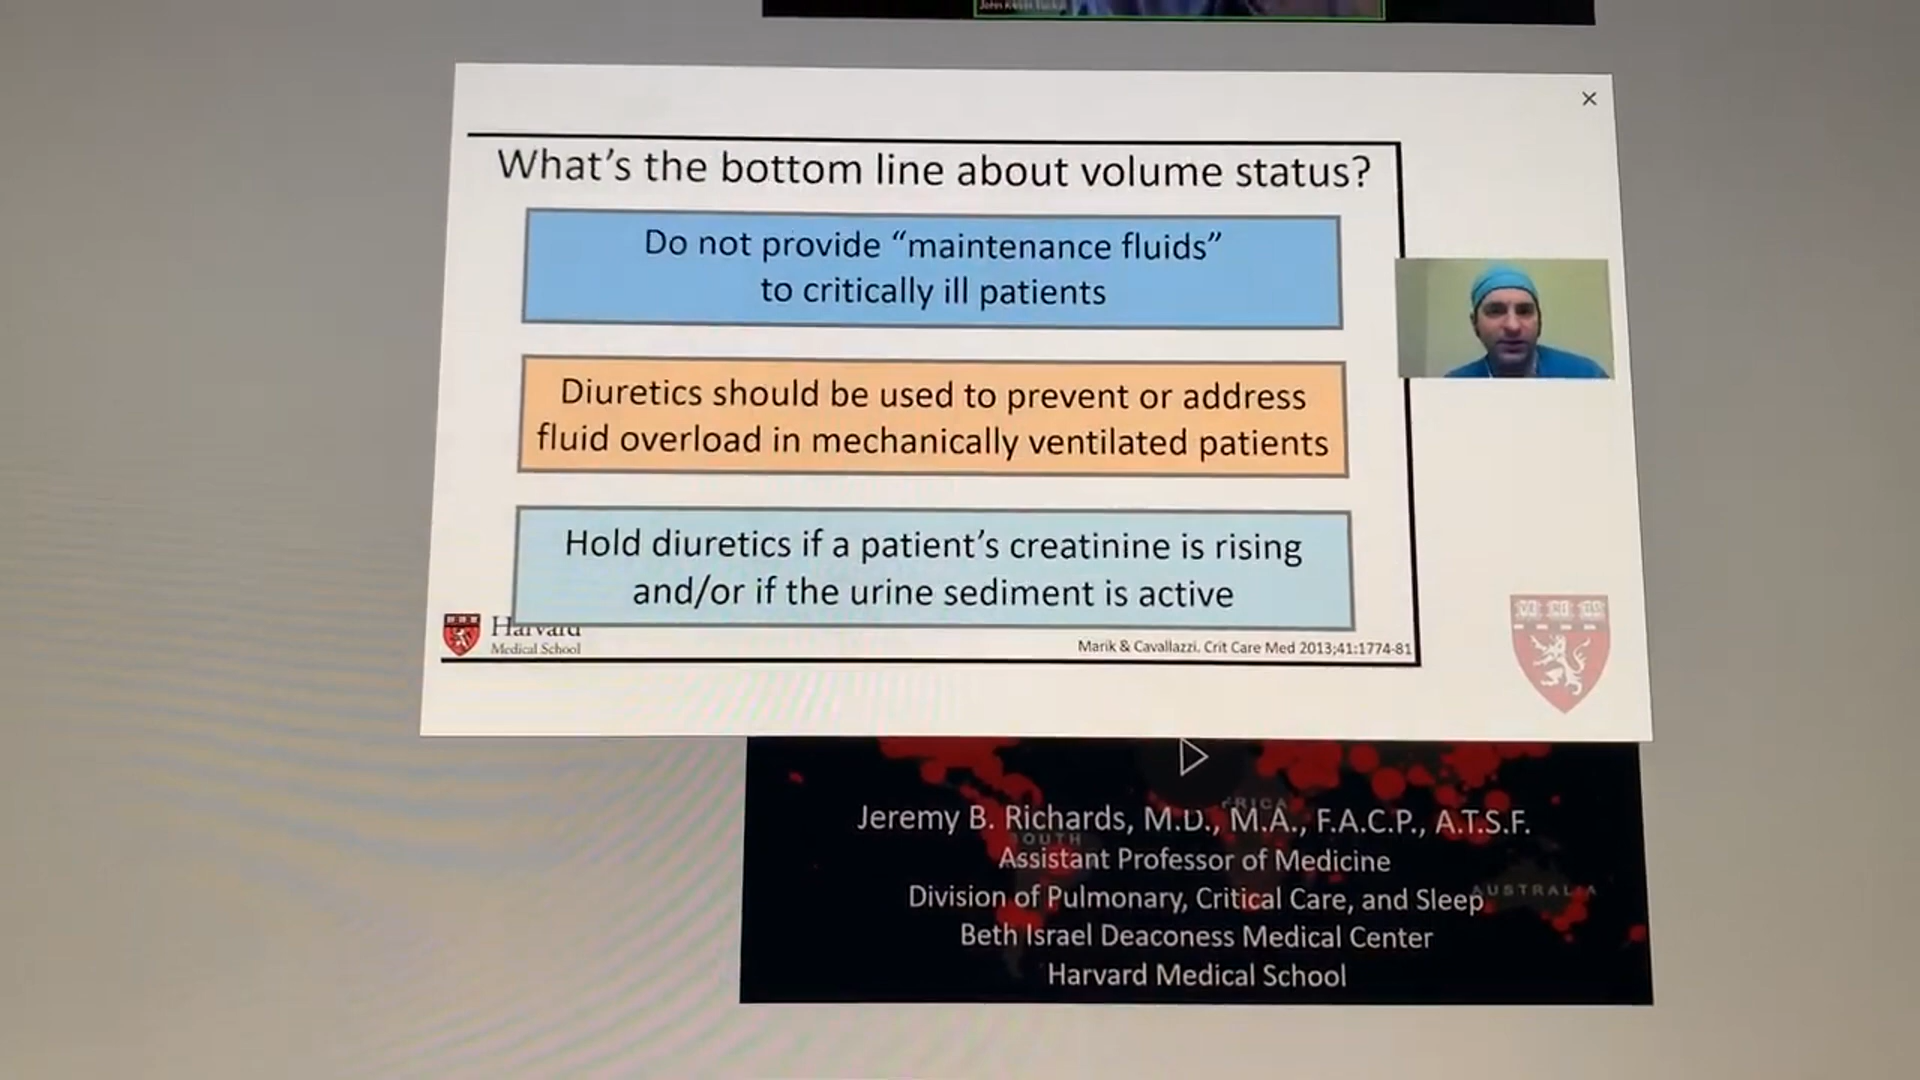 What's the bottom line about volume status?
Do not provide “maintenance fluids”
to critically ill patients
Diuretics should be used to prevent or address
fluid overload in mechanically ventilated patients
Hold diuretics if a patient's creatinine is rising
and/or if the urine sediment is active
Harvard
Medical School
Marik & Cavallazzi. Crit Care Med 2013;41:1774-81
Jeremy B. Richards, M.D., M.A., F.A.C.P., A.T.S.F.
SOUTH
Assistant Professor of Medicine
Division of Pulmonary, Critical Care, and Sleep
AUSTRALIA
Beth Israel Deaconess Medical Center
Harvard Medical School